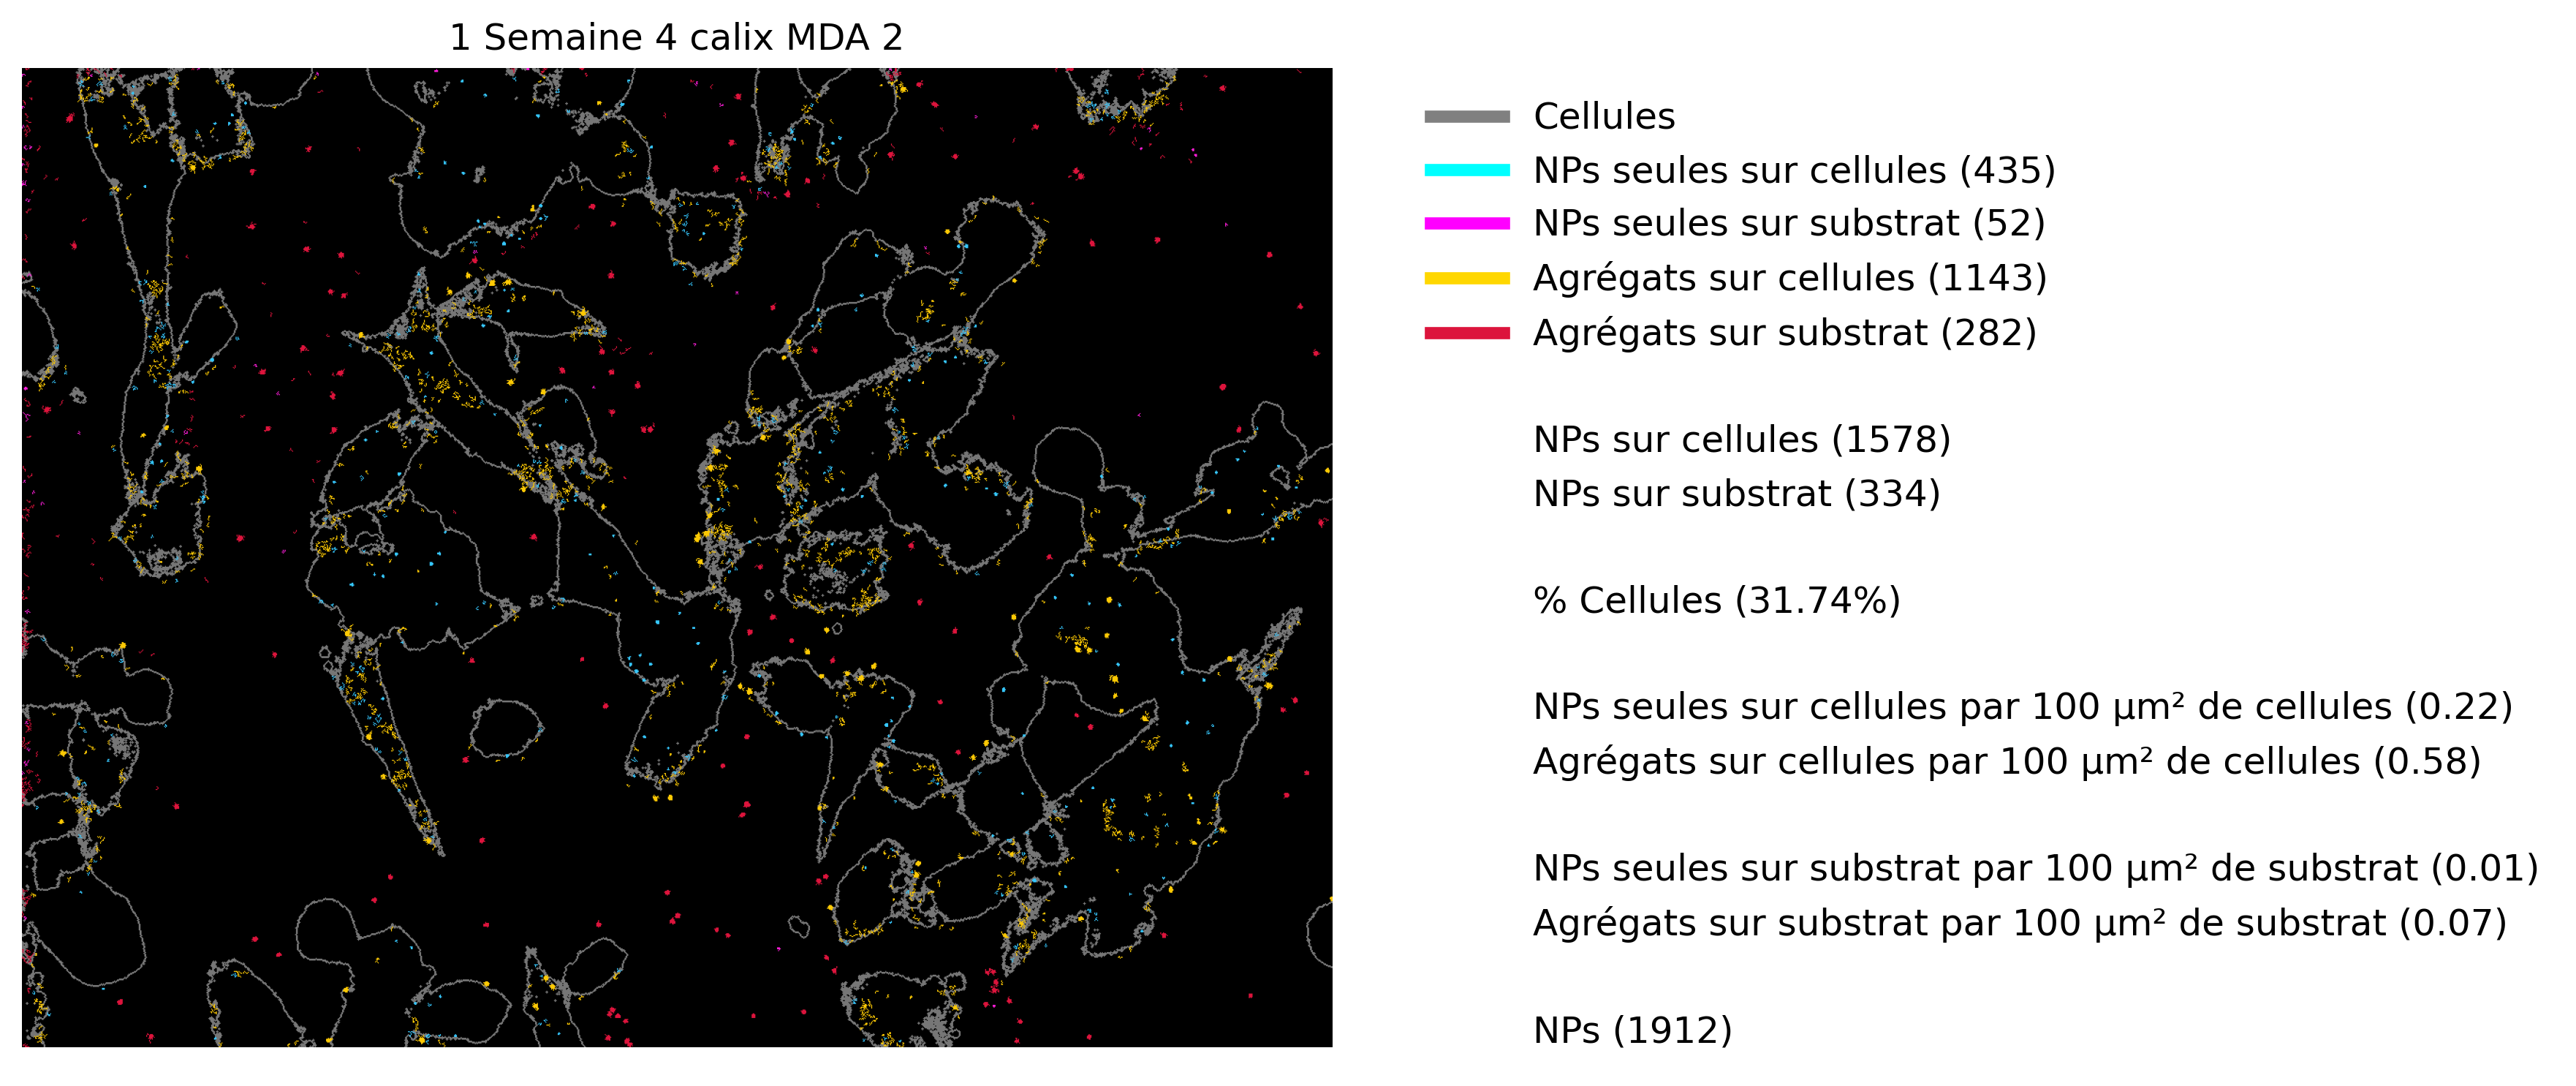 1 Semaine 4 calix MDA 2
Cellules
NPs seules sur cellules (435)
NPs seules sur substrat (52)
Agrégats sur cellules (1143)
Agrégats sur substrat (282)
NPs sur cellules (1578)
NPs sur substrat (334)
% Cellules (31.74%)
NPs seules sur cellules par 100 µm² de cellules (0.22)
Agrégats sur cellules par 100 µm² de cellules (0.58)
NPs seules sur substrat par 100 µm² de substrat (0.01)
Agrégats sur substrat par 100 µm² de substrat (0.07)
NPs (1912)